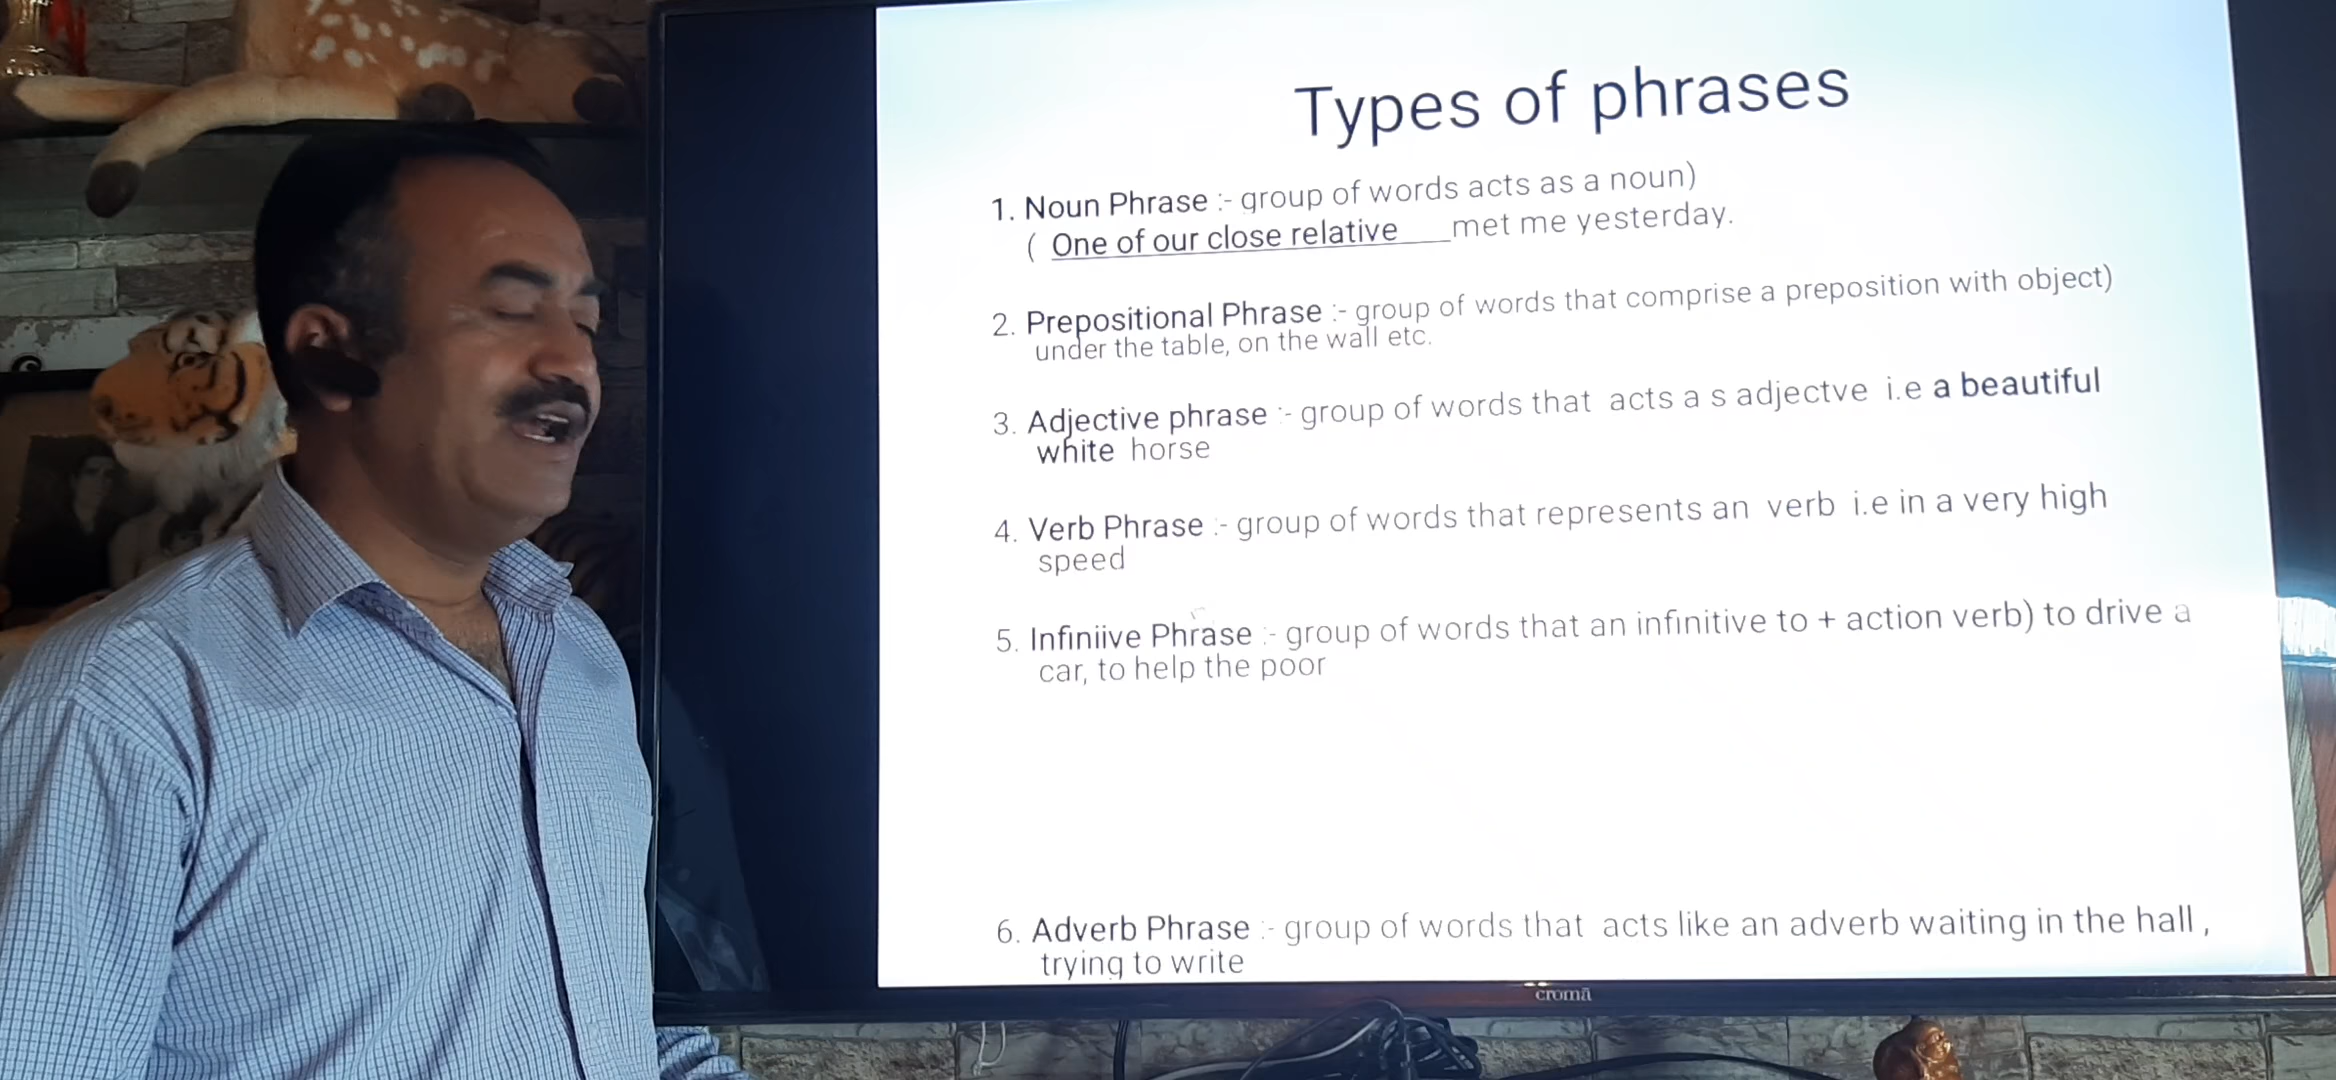 Types of phrases
1. Noun Phrase :- group of words acts as a noun)
( One of our close relative ___met me yesterday.
2. Prepositional Phrase :- group of words that comprise a preposition with object)
under the table, on the wall etc.
3. Adjective phrase :- group of words that acts a s adjectve i.e a beautiful
white horse
4. Verb Phrase :- group of words that represents an verb i.e in a very high
speed
5. Infiniive Phrase :- group of words that an infinitive to + action verb) to drive a
car, to help the poor
6. Adverb Phrase :- group of words that acts like an adverb waiting in the hall ,
trying to write
cromā